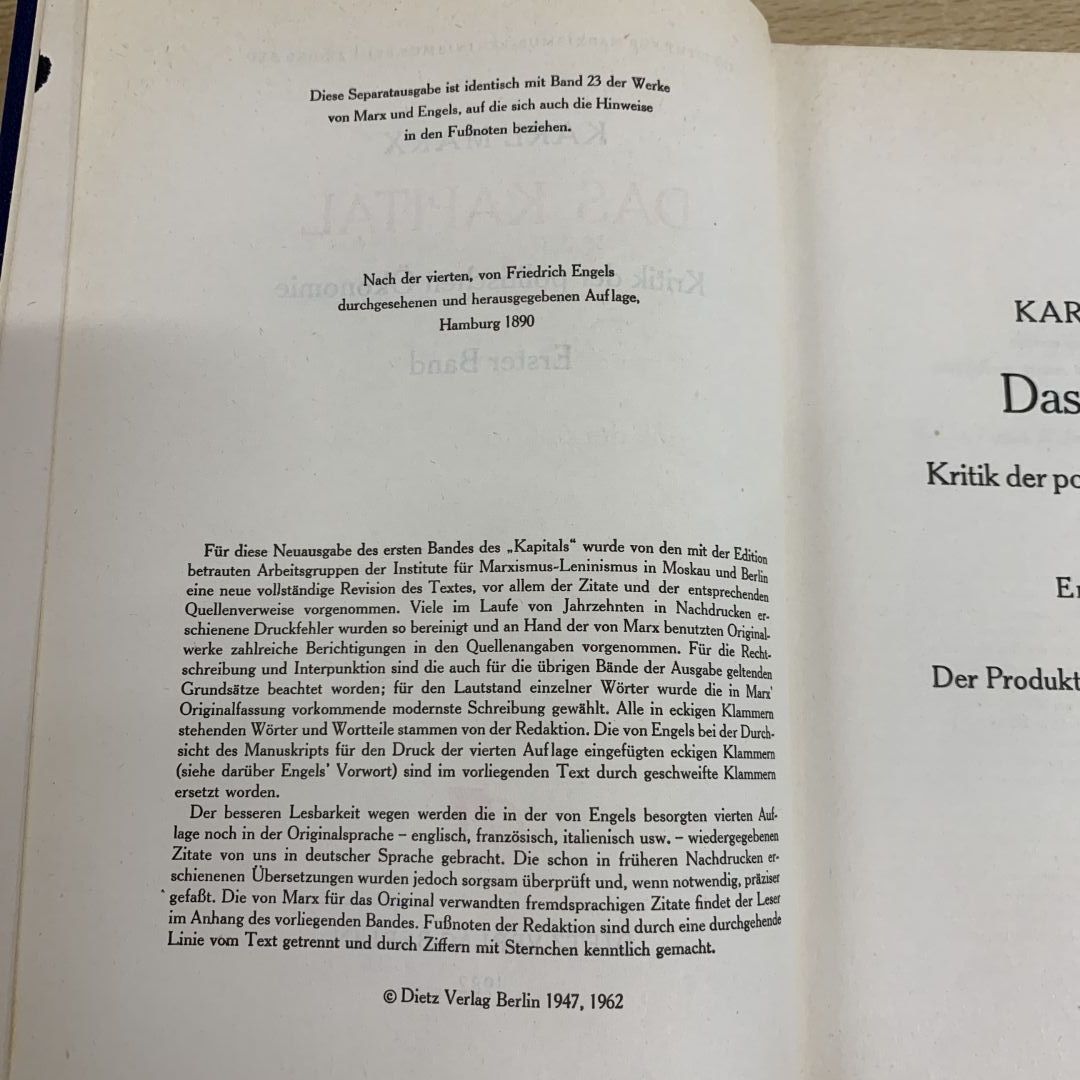 Diese Separatausgabe ist identisch mit Band 23 der Werke
von Marx und Engels, auf die sich auch die Hinweise
in den Fußnoten beziehen.
Nach der vierten, von Friedrich Engels
durchgesehenen und herausgegebenen Auflage,
Hamburg 1890
Für diese Neuausgabe des ersten Bandes des „Kapitals“ wurde von den mit der Edition
betrauten Arbeitsgruppen der Institute für Marxismus-Leninismus in Moskau und Berlin
eine neue vollständige Revision des Textes, vor allem der Zitate und der entsprechenden
Quellenverweise vorgenommen. Viele im Laufe von Jahrzehnten in Nachdrucken er-
schienene Druckfehler wurden so bereinigt und an Hand der von Marx benutzten Original-
werke zahlreiche Berichtigungen in den Quellenangaben vorgenommen. Für die Recht-
schreibung und Interpunktion sind die auch für die übrigen Bände der Ausgabe geltenden
Grundsätze beachtet worden; für den Lautstand einzelner Wörter wurde die in Marx'
Originalfassung vorkommende modernste Schreibung gewählt. Alle in eckigen Klammern
stehenden Wörter und Wortteile stammen von der Redaktion. Die von Engels bei der Durch-
sicht des Manuskripts für den Druck der vierten Auflage eingefügten eckigen Klammern
(siehe darüber Engels' Vorwort) sind im vorliegenden Text durch geschweifte Klammern
ersetzt worden.
Der besseren Lesbarkeit wegen werden die in der von Engels besorgten vierten Auf-
lage noch in der Originalsprache – englisch, französisch, italienisch usw. – wiedergegebenen
Zitate von uns in deutscher Sprache gebracht. Die schon in früheren Nachdrucken er-
schienenen Übersetzungen wurden jedoch sorgsam überprüft und, wenn notwendig, präziser
gefaßt. Die von Marx für das Original verwandten fremdsprachigen Zitate findet der Leser
im Anhang des vorliegenden Bandes. Fußnoten der Redaktion sind durch eine durchgehende
Linie vom Text getrennt und durch Ziffern mit Sternchen kenntlich gemacht.
© Dietz Verlag Berlin 1947, 1962
KAR
Das
Kritik der po
Er
Der Produkt